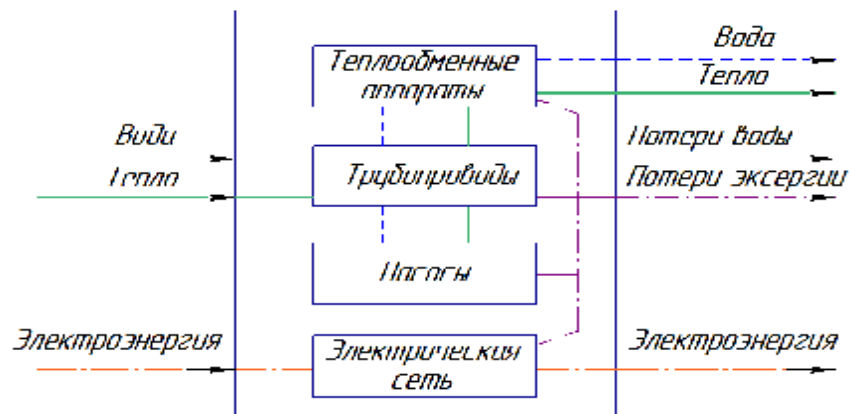 Вода
Теплообменные
аппараты
Тепло
Вода
Потери воды
Тепло
Трубопроводы
Потери эксергии
Насосы
Электроэнергия
Электрическая
сеть
Электроэнергия